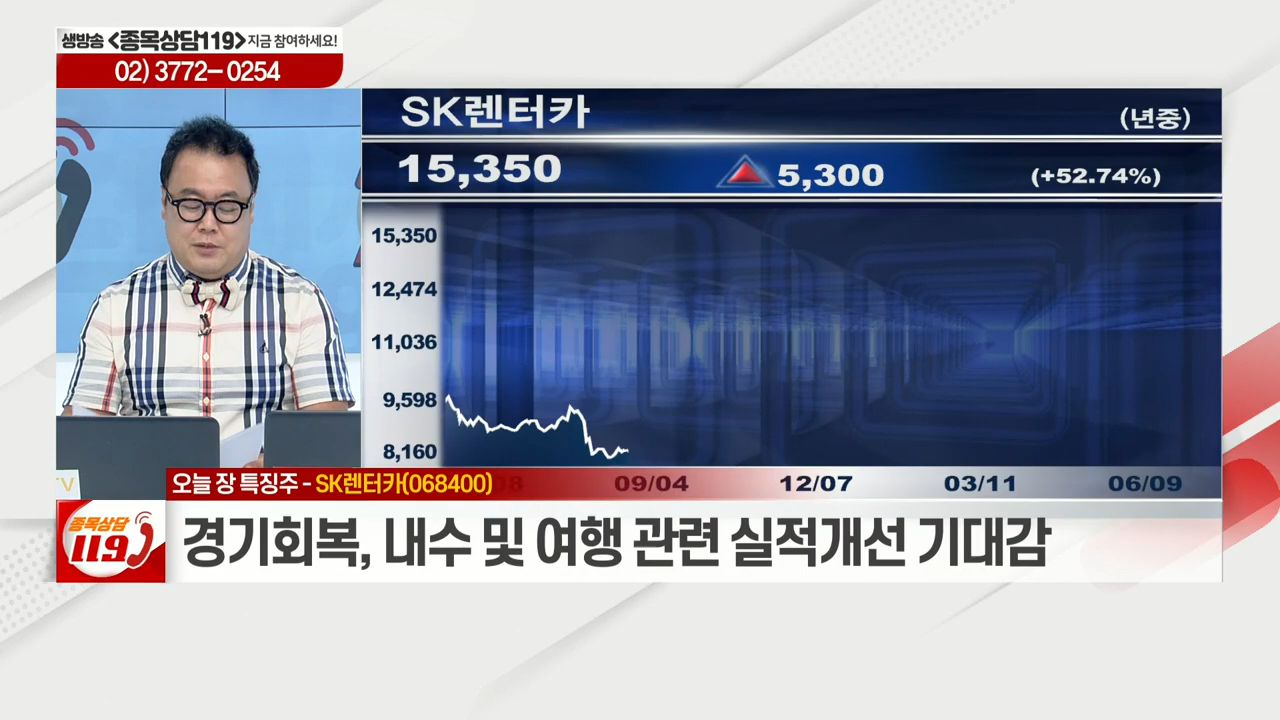 생방송 <종목상담119> 지금 참여하세요!
02) 3772-0254
SK렌터카
(년중)
15,350
5,300
(+52.74%)
15,350
12,474
11,036
9,598
8,160
09/04
12/07
03/11
06/09
TV
오늘 장 특징주 - SK렌터카(068400)
종목상담
119
경기회복, 내수 및 여행 관련 실적개선 기대감